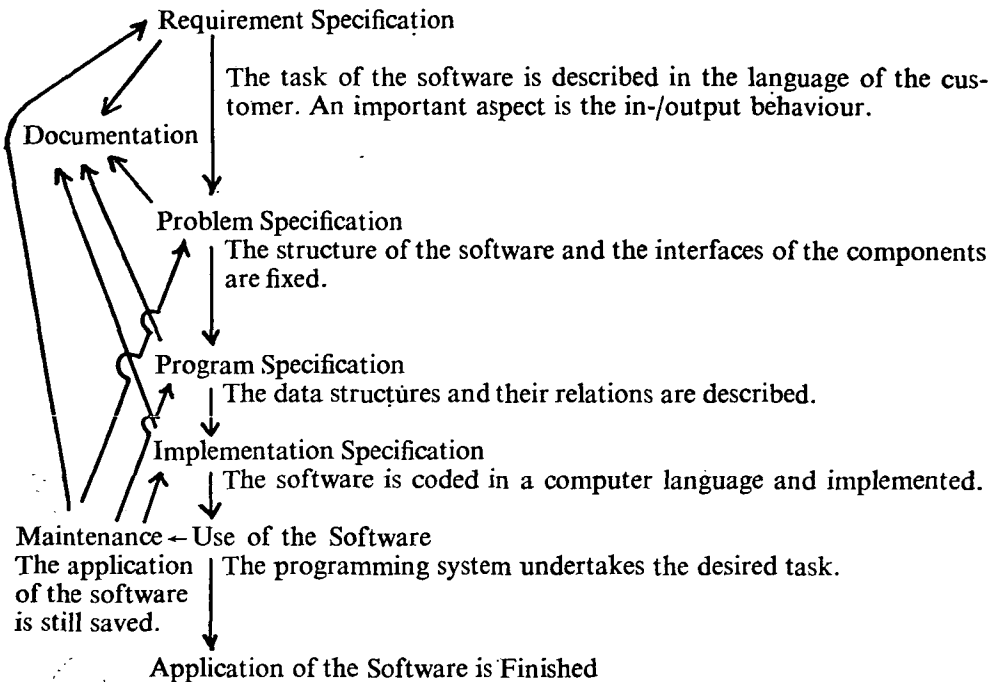 Requirement Specification
The task of the software is described in the language of the cus-
tomer. An important aspect is the in-/output behaviour.
Documentation
Problem Specification
The structure of the software and the interfaces of the components
are fixed.
Program Specification
The data structures and their relations are described.
Implementation Specification
The software is coded in a computer language and implemented.
Maintenance ← Use of the Software
The application | The programming system undertakes the desired task.
of the software
is still saved.
Application of the Software is Finished